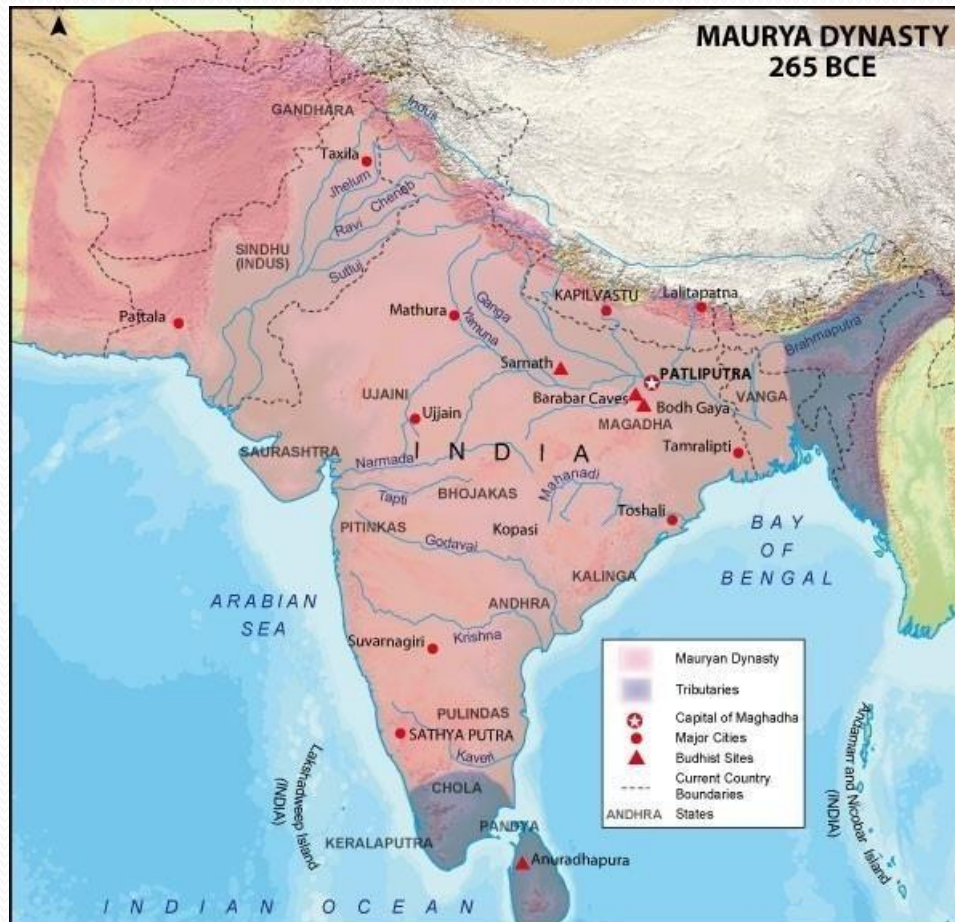 MAURYA DYNASTY
265 BCE
GANDHARA
Indus
Taxila
Jhelum
Chenab
Ravi
SINDHU
(INDUS)
Sutluj
Pattala
Mathura
Ganga
Yamuna
KAPILVASTU
Lalitapatna
Brahmaputra
Sarnath
PATLIPUTRA
UJAINI
Barabar Caves
Bodh Gaya
VANGA
Ujjain
MAGADHA
SAURASHTRA
INDIA
Tamralipti
Narmada
Tapti
BHOJAKAS
Mahanadi
PITINKAS
Kopasi
Toshali
Godavai
BAY
OF
BENGAL
KALINGA
ARABIAN
SEA
ANDHRA
Suvarnagiri
Krishna
PULINDAS
SATHYA PUTRA
Kaveri
CHOLA
PANDYA
KERALAPUTRA
Anuradhapura
Lakshadweep Island
(INDIA)
Andaman and Nicobar Island
(INDIA)
INDIAN OCEAN
Mauryan Dynasty
Tributaries
Capital of Maghadha
Major Cities
Budhist Sites
Current Country
Boundaries
ANDHRA States